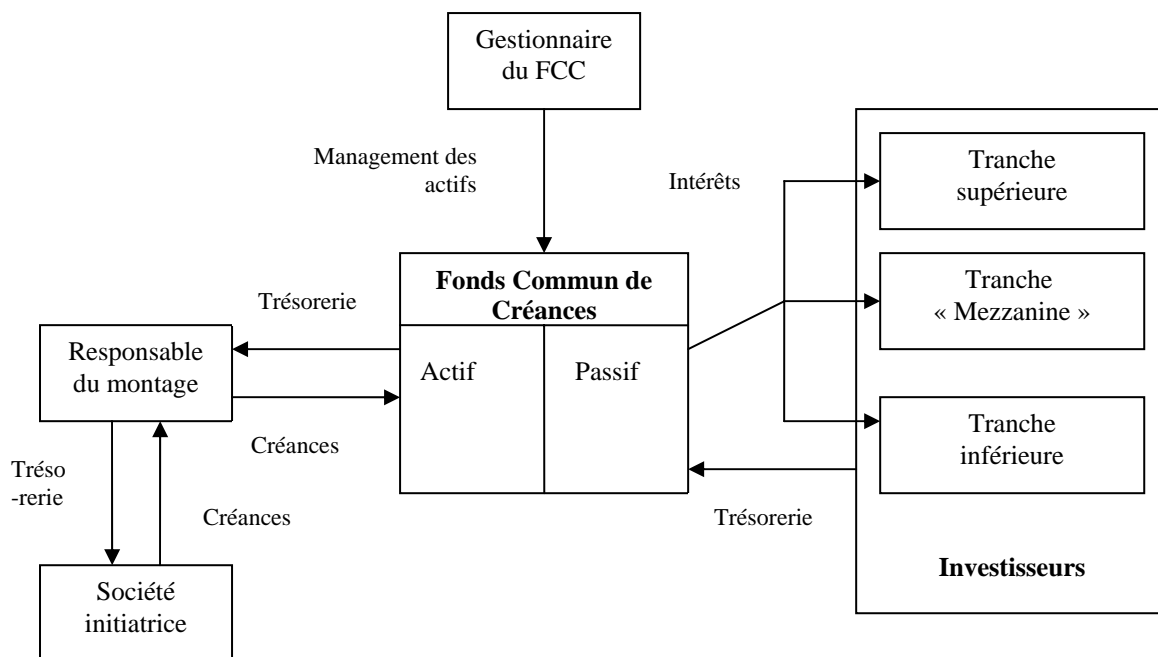 Gestionnaire
du FCC
Management des
actifs
Intérêts
Tranche
supérieure
Fonds Commun de
Créances
Tranche
« Mezzanine »
Trésorerie
Responsable
du montage
Actif
Passif
Créances
Tranche
inférieure
Tréso
-rerie
Créances
Trésorerie
Investisseurs
Société
initiatrice